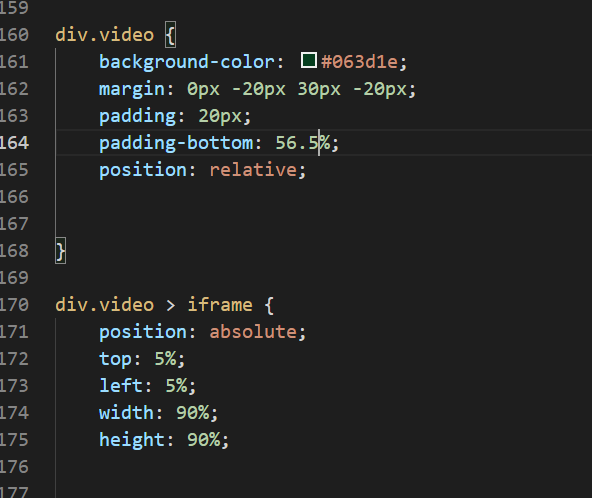 159
160 div.video {
161 background-color: #063d1e;
162 margin: 0px -20px 30px -20px;
163 padding: 20px;
164 padding-bottom: 56.5%;
165 position: relative;
166
167
168 }
169
170 div.video > iframe {
171 position: absolute;
172 top: 5%;
173 left: 5%;
174 width: 90%;
175 height: 90%;
176
177